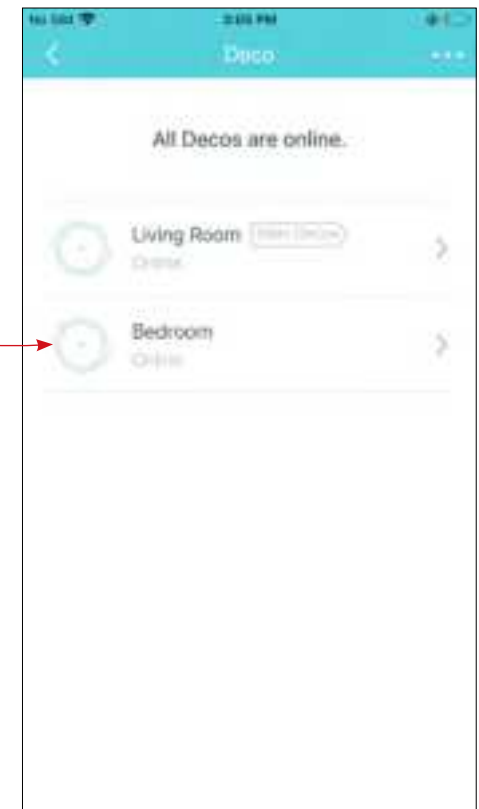 Deco
All Decos are online.
Living Room
Online
Bedroom
Online